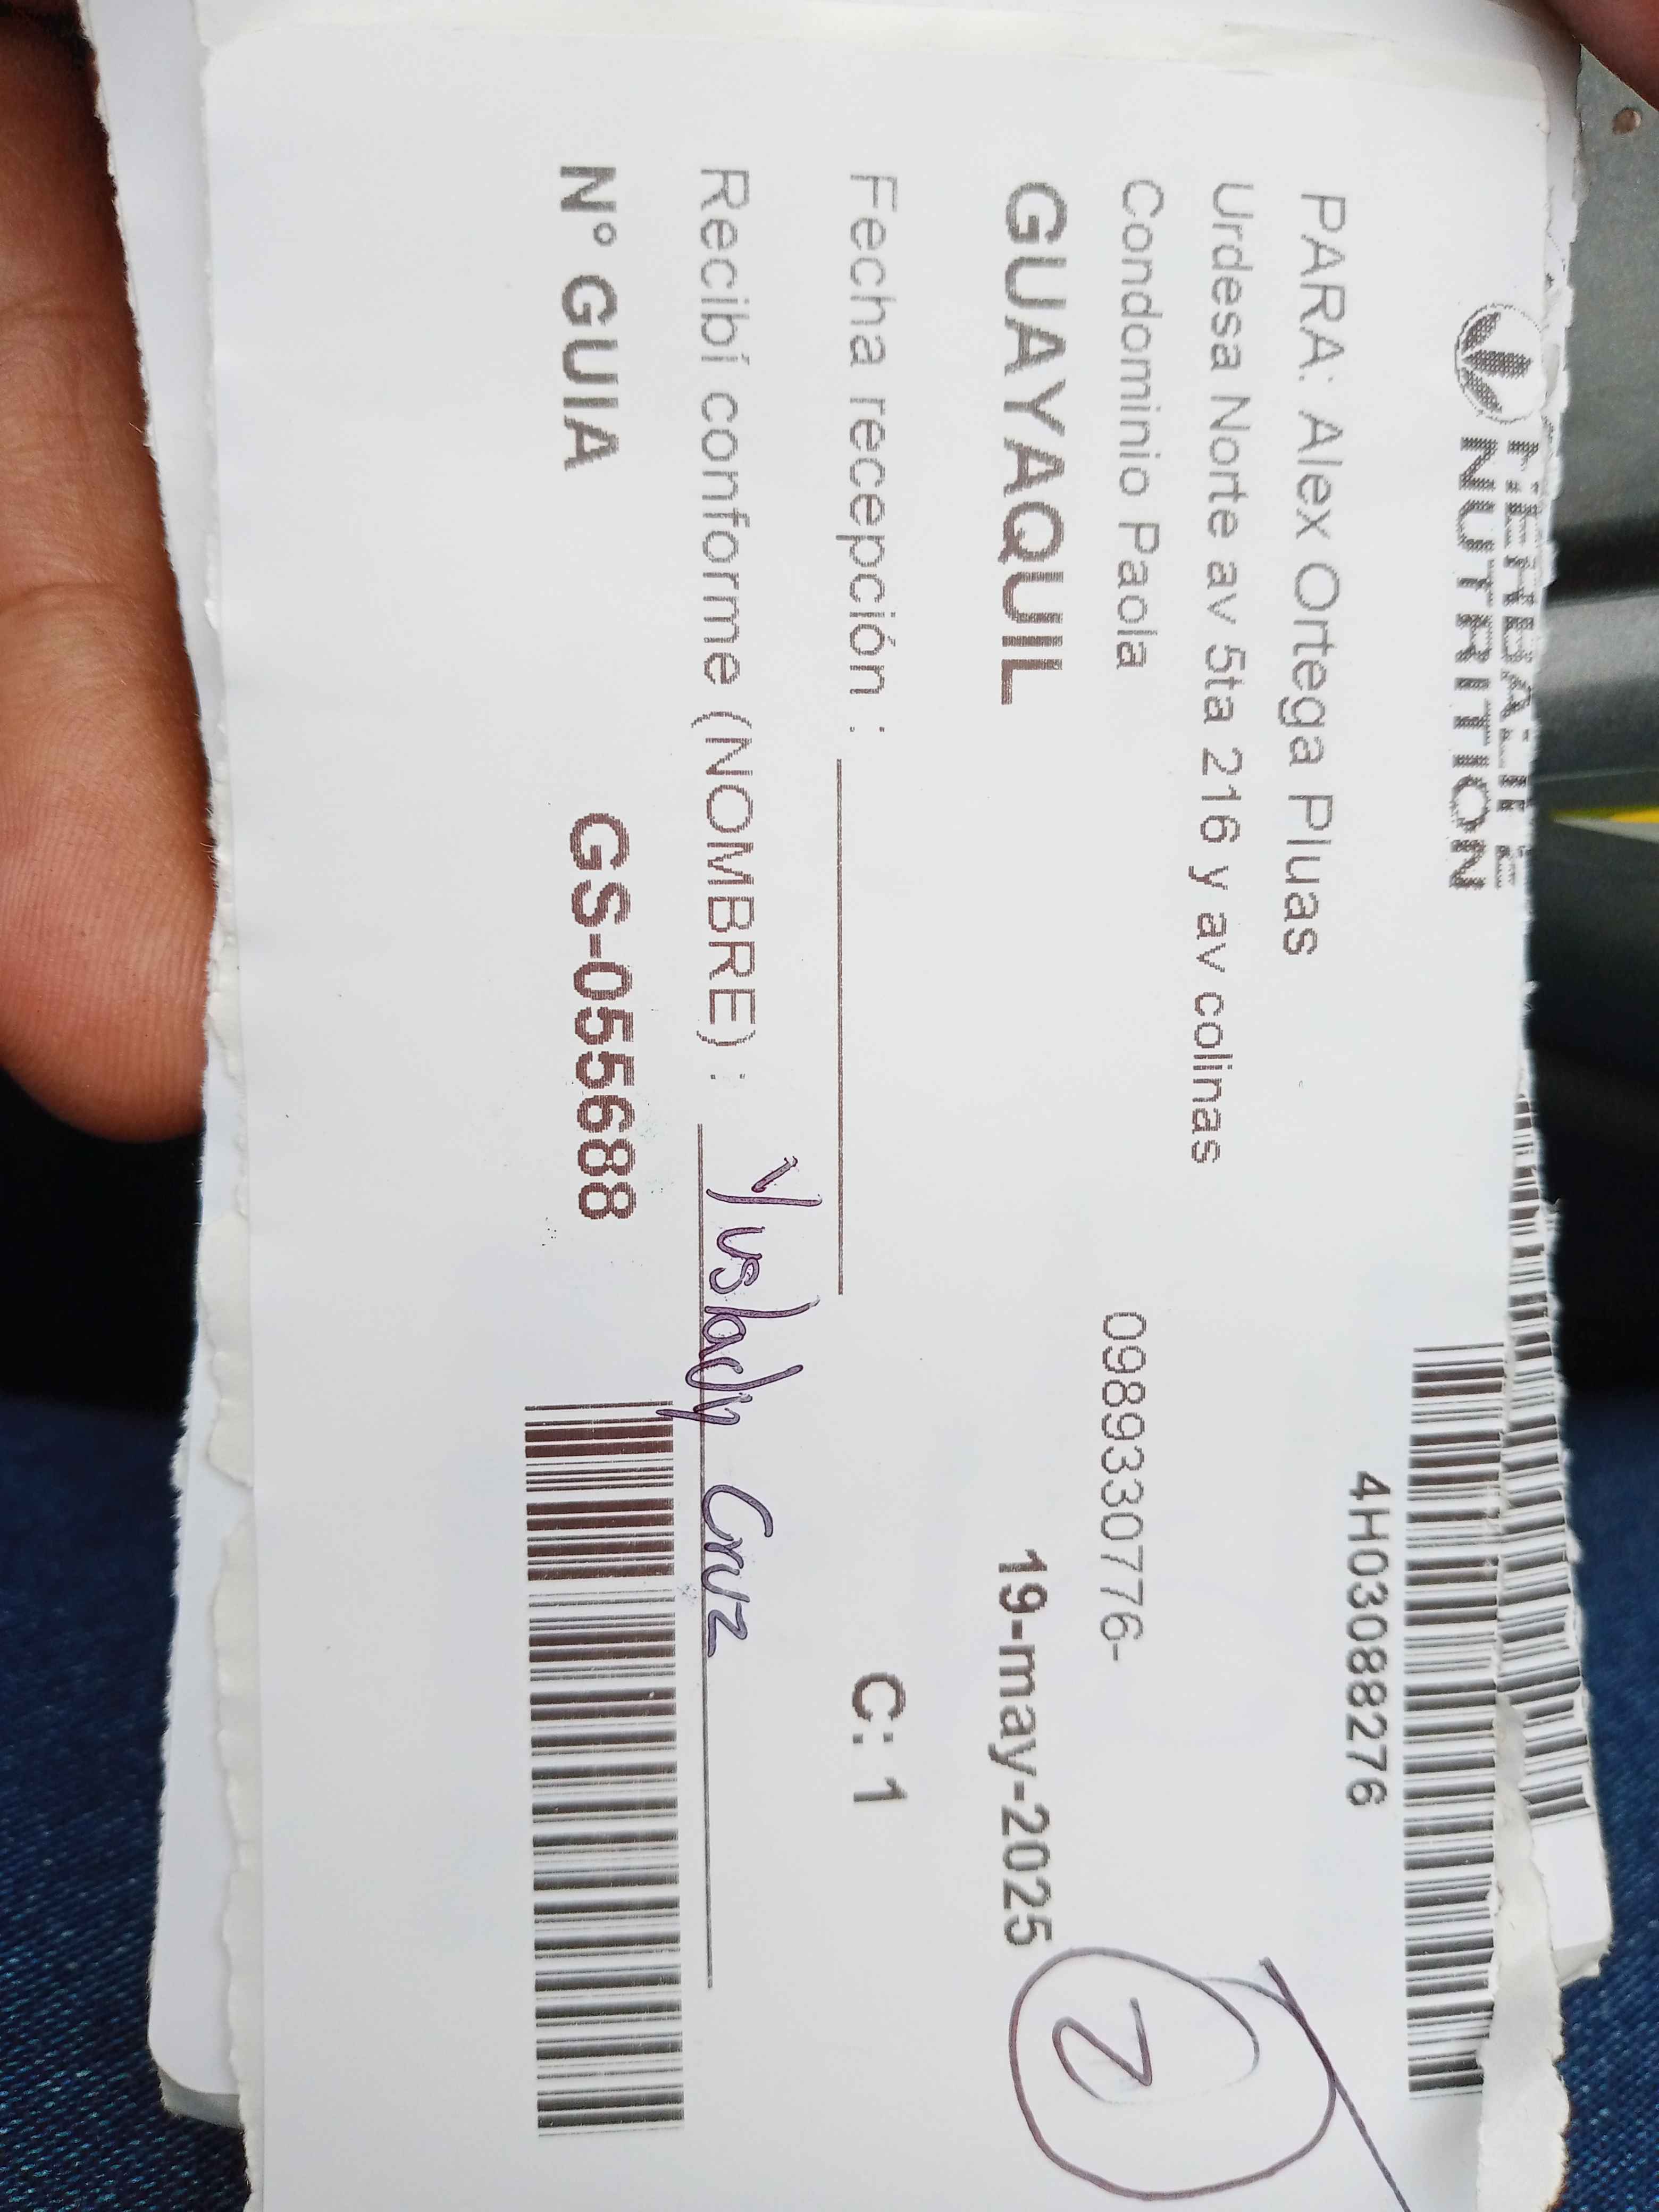 HERBALIFE
NUTRITION
4H03088276
PARA: Alex Ortega Pluas
Urdesa Norte av 5ta 216 y av colinas
Condominio Paola 0989330776-
GUAYAQUIL 19-may-2025
2
Fecha recepción : C: 1
Recibí conforme (NOMBRE) : Yuslady Cruz
Nº GUIA GS-055688